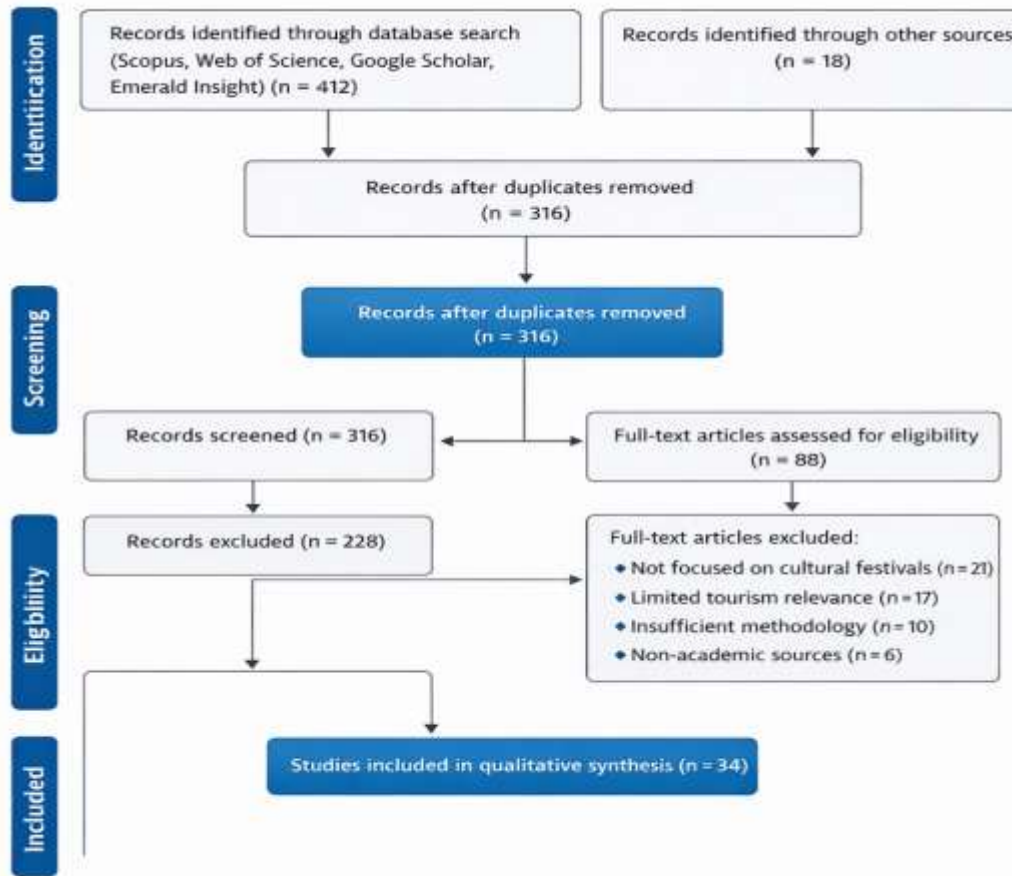 Identification
Records identified through database search
(Scopus, Web of Science, Google Scholar,
Emerald Insight) (n = 412)
Records identified through other sources
(n = 18)
Records after duplicates removed
(n = 316)
Screening
Records after duplicates removed
(n = 316)
Records screened (n = 316)
Full-text articles assessed for eligibility
(n = 88)
Eligbliity
Records excluded (n = 228)
Full-text articles excluded:
◆ Not focused on cultural festivals (n=21)
◆ Limited tourism relevance (n=17)
◆ Insufficient methodology (n=10)
◆ Non-academic sources (n=6)
Included
Studies included in qualitative synthesis (n=34)